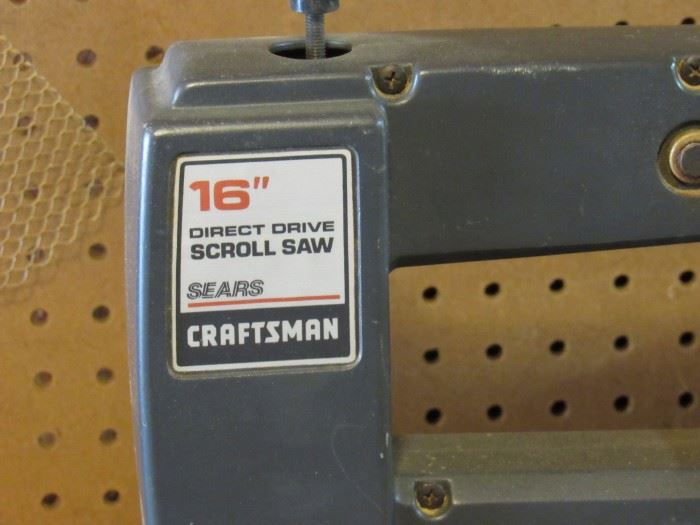 16"
DIRECT DRIVE
SCROLL SAW
SEARS
CRAFTSMAN